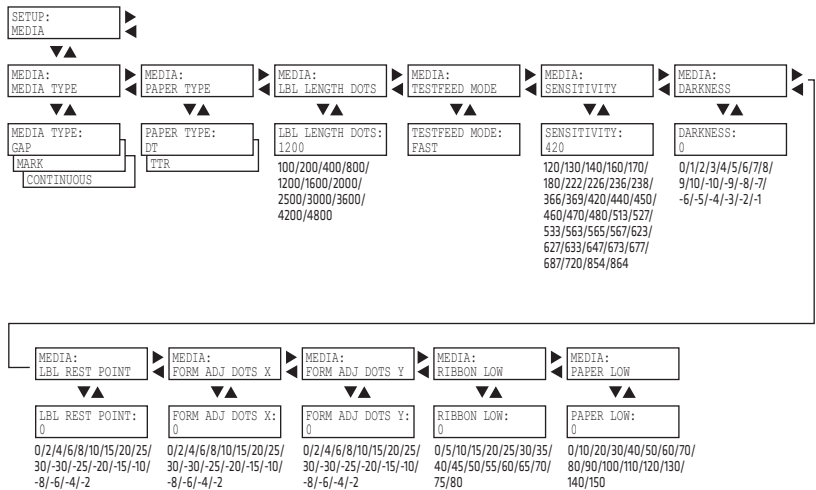 SETUP:
MEDIA
MEDIA:
MEDIA TYPE
MEDIA:
PAPER TYPE
MEDIA:
LBL LENGTH DOTS
MEDIA:
TESTFEED MODE
MEDIA:
SENSITIVITY
MEDIA:
DARKNESS
MEDIA TYPE:
GAP
MARK
CONTINUOUS
PAPER TYPE:
DT
TTR
LBL LENGTH DOTS:
1200
100/200/400/800/
1200/1600/2000/
2500/3000/3600/
4200/4800
TESTFEED MODE:
FAST
SENSITIVITY:
420
120/130/140/160/170/
180/222/226/236/238/
366/369/420/440/450/
460/470/480/513/527/
533/563/565/567/623/
627/633/647/673/677/
687/720/854/864
DARKNESS:
0
0/1/2/3/4/5/6/7/8/
9/10/-10/-9/-8/-7/
-6/-5/-4/-3/-2/-1
MEDIA:
LBL REST POINT
MEDIA:
FORM ADJ DOTS X
MEDIA:
FORM ADJ DOTS Y
MEDIA:
RIBBON LOW
MEDIA:
PAPER LOW
LBL REST POINT:
0
0/2/4/6/8/10/15/20/25/
30/-30/-25/-20/-15/-10/
-8/-6/-4/-2
FORM ADJ DOTS X:
0
0/2/4/6/8/10/15/20/25/
30/-30/-25/-20/-15/-10/
-8/-6/-4/-2
FORM ADJ DOTS Y:
0
0/2/4/6/8/10/15/20/25/
30/-30/-25/-20/-15/-10/
-8/-6/-4/-2
RIBBON LOW:
0
0/5/10/15/20/25/30/35/
40/45/50/55/60/65/70/
75/80
PAPER LOW:
0
0/10/20/30/40/50/60/70/
80/90/100/110/120/130/
140/150